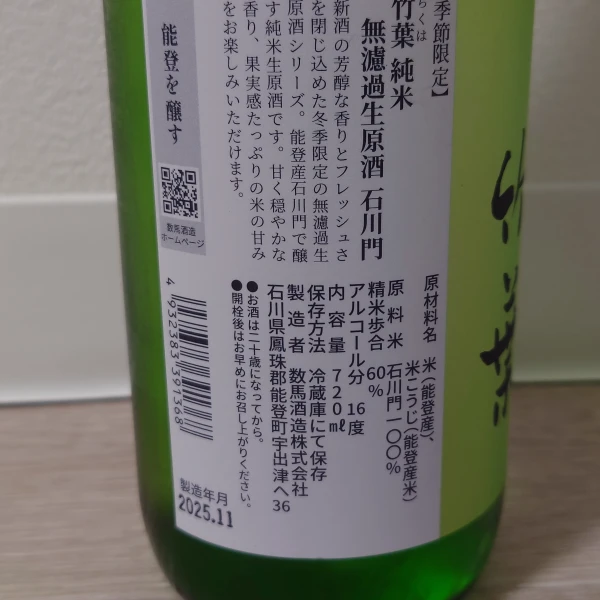 季節限定】
ちくは
竹葉 純米
無濾過生原酒 石川門
新酒の芳醇な香りとフレッシュさ
を閉じ込めた冬季限定の無濾過生
原酒シリーズ。能登産石川門で醸
す純米生原酒です。甘く穏やかな
香り、果実感たっぷりの米の甘み
をお楽しみいただけます。
原材料名 米(能登産)、
米こうじ(能登産米)
原料米 石川門一〇〇%
精米歩合 60%
アルコール分 16度
内容量 720ml
保存方法 冷蔵庫にて保存
製造者 数馬酒造株式会社
石川県鳳珠郡能登町宇出津ヘ36
●お酒は二十歳になってから。
●開栓後はお早めにお召し上がりください。
能登を醸す
数馬酒造
ホームページ
4932383391368
製造年月
2025.11
竹葉